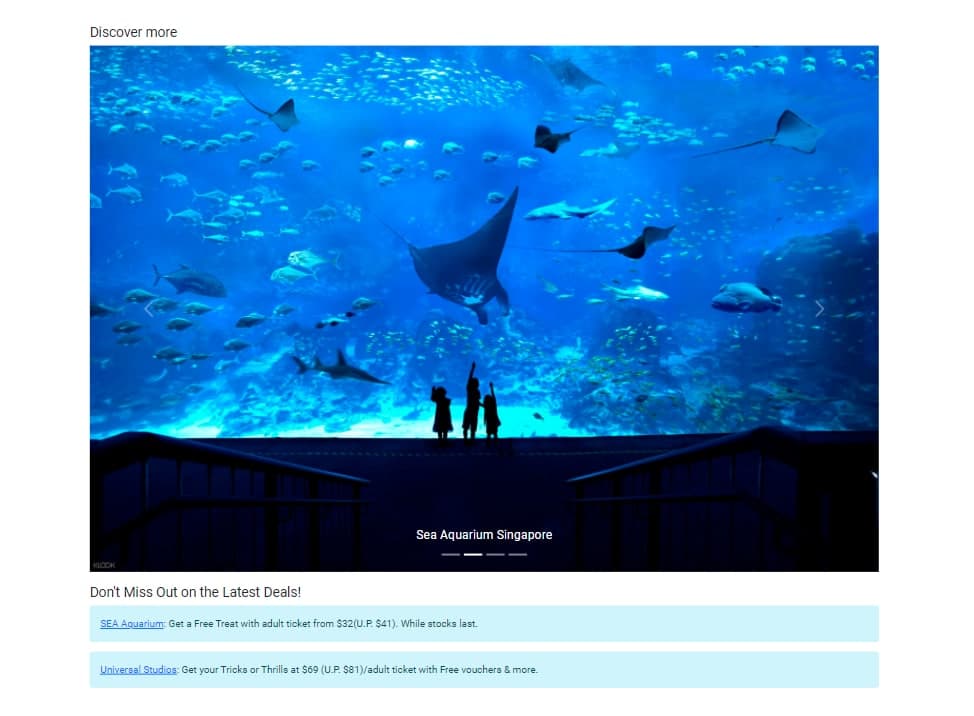 Discover more
Sea Aquarium Singapore
KLOOK
Don't Miss Out on the Latest Deals!
SEA Aquarium: Get a Free Treat with adult ticket from $32(U.P. $41). While stocks last.
Universal Studios: Get your Tricks or Thrills at $69 (U.P. $81)/adult ticket with Free vouchers & more.